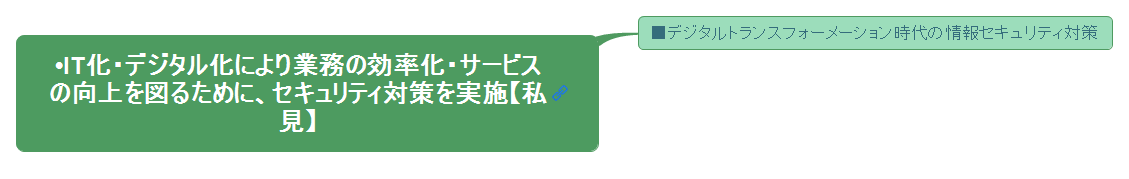 •IT化・デジタル化により業務の効率化・サービス
の向上を図るために、セキュリティ対策を実施【私
見】
■デジタルトランスフォーメーション時代の情報セキュリティ対策